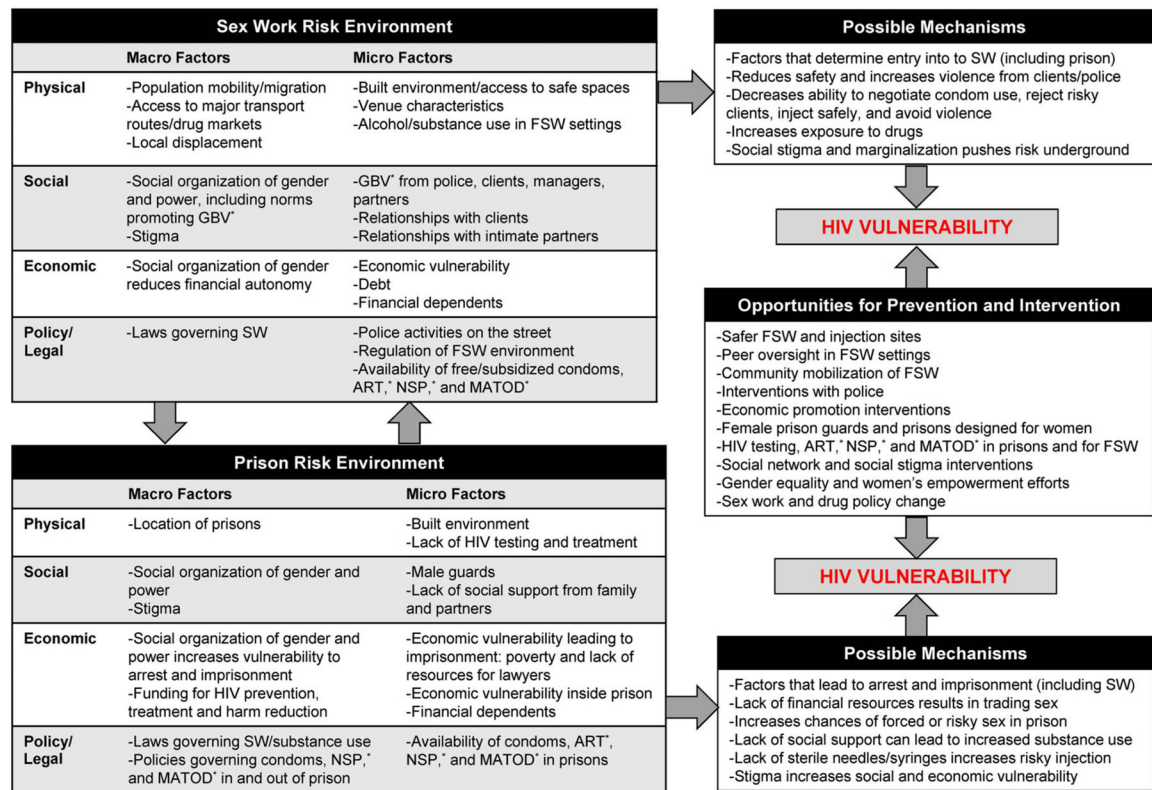 Sex Work Risk Environment
Macro Factors
Micro Factors
Physical
-Population mobility/migration
-Access to major transport
routes/drug markets
-Local displacement
-Built environment/access to safe spaces
-Venue characteristics
-Alcohol/substance use in FSW settings
Social
-Social organization of gender
and power, including norms
promoting GBV*
-Stigma
-GBV* from police, clients, managers,
partners
-Relationships with clients
-Relationships with intimate partners
Economic
-Social organization of gender
reduces financial autonomy
-Economic vulnerability
-Debt
-Financial dependents
Policy/
Legal
-Laws governing SW
-Police activities on the street
-Regulation of FSW environment
-Availability of free/subsidized condoms,
ART,* NSP,* and MATOD*
Prison Risk Environment
Macro Factors
Micro Factors
Physical
-Location of prisons
-Built environment
-Lack of HIV testing and treatment
Social
-Social organization of gender and
power
-Stigma
-Male guards
-Lack of social support from family
and partners
Economic
-Social organization of gender and
power increases vulnerability to
arrest and imprisonment
-Funding for HIV prevention,
treatment and harm reduction
-Economic vulnerability leading to
imprisonment: poverty and lack of
resources for lawyers
-Economic vulnerability inside prison
-Financial dependents
Policy/
Legal
-Laws governing SW/substance use
-Policies governing condoms, NSP,*
and MATOD* in and out of prison
-Availability of condoms, ART*,
NSP,* and MATOD* in prisons
Possible Mechanisms
-Factors that determine entry into to SW (including prison)
-Reduces safety and increases violence from clients/police
-Decreases ability to negotiate condom use, reject risky
clients, inject safely, and avoid violence
-Increases exposure to drugs
-Social stigma and marginalization pushes risk underground
HIV VULNERABILITY
Opportunities for Prevention and Intervention
-Safer FSW and injection sites
-Peer oversight in FSW settings
-Community mobilization of FSW
-Interventions with police
-Economic promotion interventions
-Female prison guards and prisons designed for women
-HIV testing, ART,* NSP,* and MATOD* in prisons and for FSW
-Social network and social stigma interventions
-Gender equality and women's empowerment efforts
-Sex work and drug policy change
HIV VULNERABILITY
Possible Mechanisms
-Factors that lead to arrest and imprisonment (including SW)
-Lack of financial resources results in trading sex
-Increases chances of forced or risky sex in prison
-Lack of social support can lead to increased substance use
-Lack of sterile needles/syringes increases risky injection
-Stigma increases social and economic vulnerability